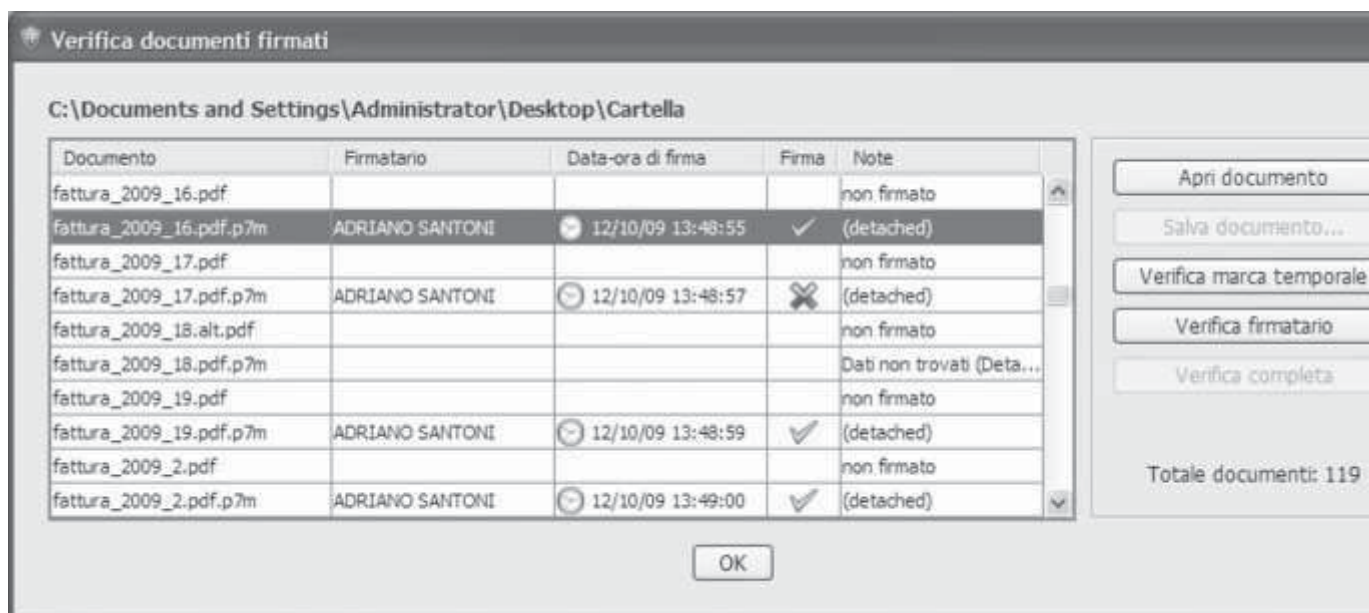 Verifica documenti firmati
C:\Documents and Settings\Administrator\Desktop\Cartella
Documento Firmatario Data-ora di firma Firma Note
fattura_2009_16.pdf non firmato
fattura_2009_16.pdf.p7m ADRIANO SANTONI 12/10/09 13:48:55 (detached)
fattura_2009_17.pdf non firmato
fattura_2009_17.pdf.p7m ADRIANO SANTONI 12/10/09 13:48:57 (detached)
fattura_2009_18.alt.pdf non firmato
fattura_2009_18.pdf.p7m Dati non trovati (Deta...
fattura_2009_19.pdf non firmato
fattura_2009_19.pdf.p7m ADRIANO SANTONI 12/10/09 13:48:59 (detached)
fattura_2009_2.pdf non firmato
fattura_2009_2.pdf.p7m ADRIANO SANTONI 12/10/09 13:49:00 (detached)
Apri documento
Salva documento...
Verifica marca temporale
Verifica firmatario
Verifica completa
Totale documenti: 119
OK